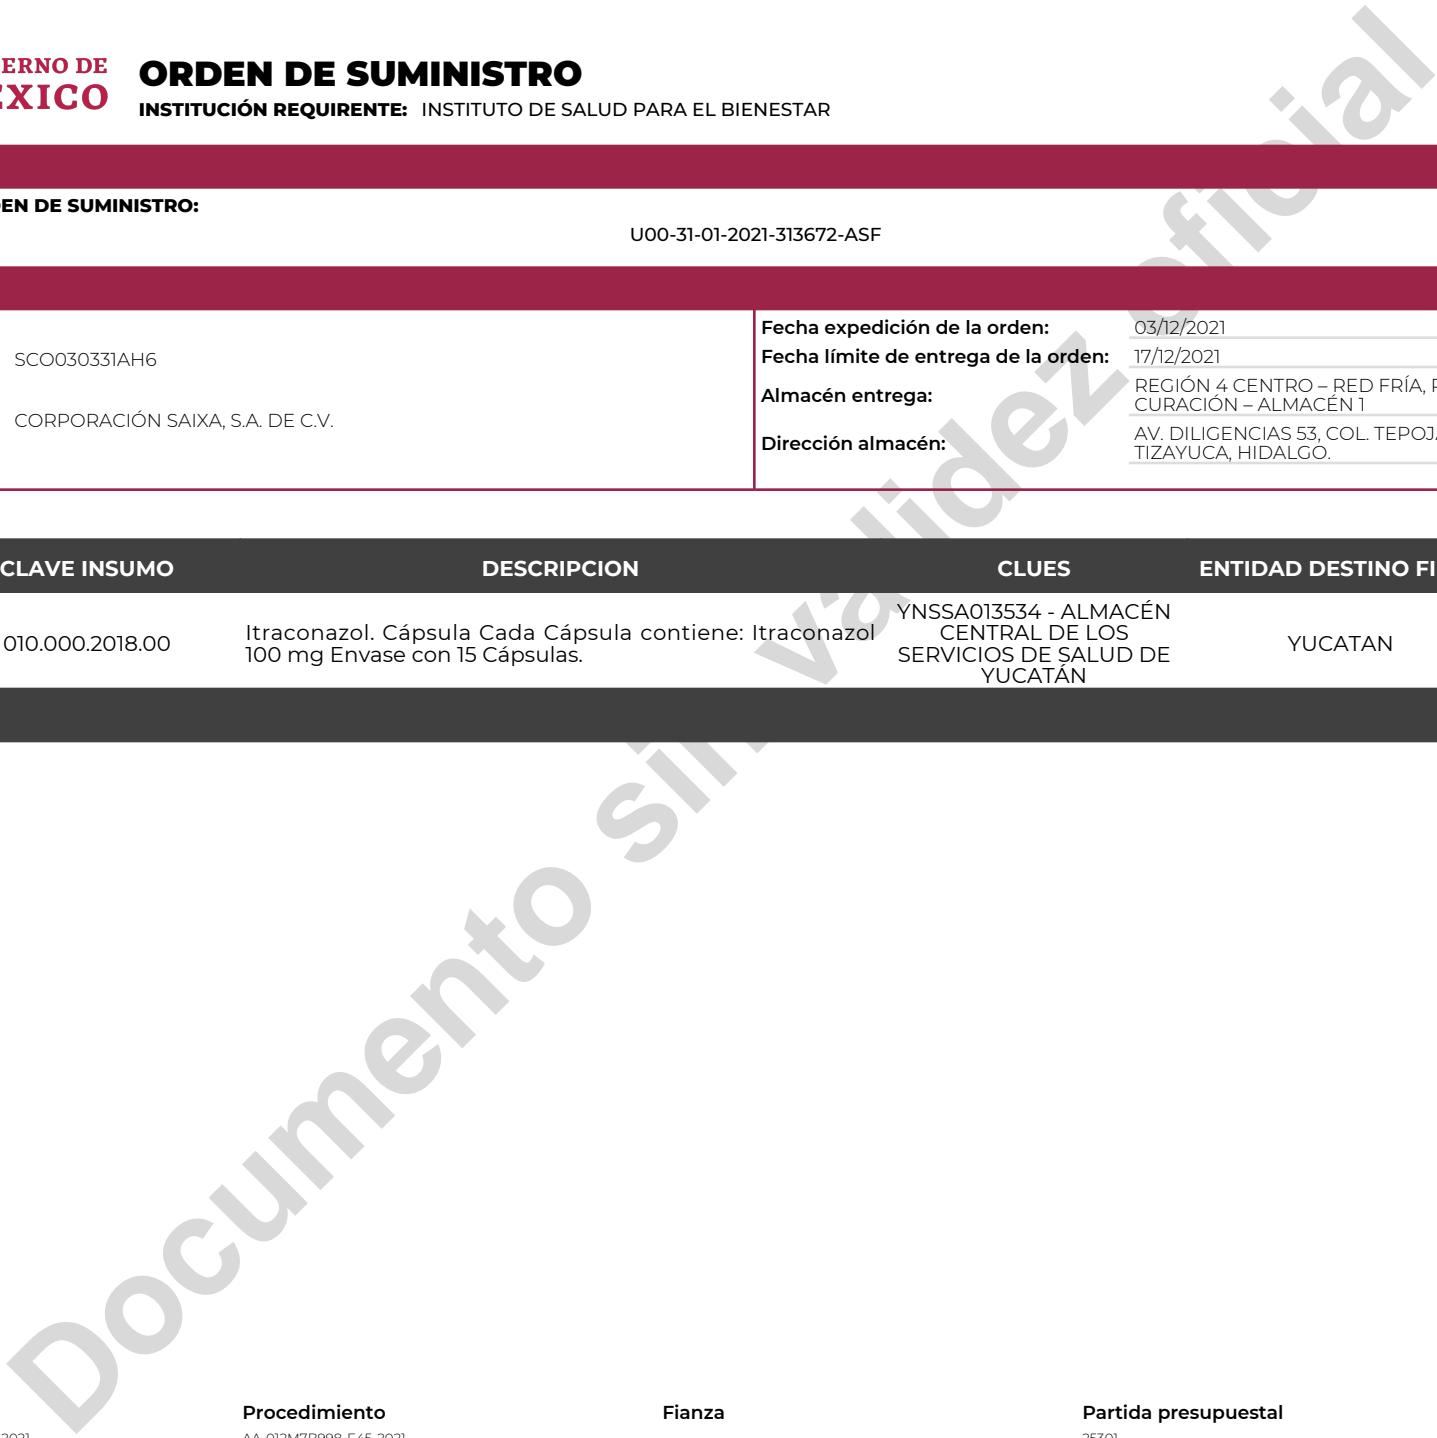 ERNO DE
ORDEN DE SUMINISTRO
INSTITUCIÓN REQUIRENTE: INSTITUTO DE SALUD PARA EL BIENESTAR
EN DE SUMINISTRO:
U00-31-01-2021-313672-ASF
Fecha expedición de la orden: 03/12/2021
SCO030331AH6
Fecha límite de entrega de la orden: 17/12/2021
Almacén entrega: REGIÓN 4 CENTRO – RED FRÍA,
CURACIÓN – ALMACÉN 1
CORPORACIÓN SAIXA, S.A. DE C.V.
Dirección almacén: AV. DILIGENCIAS 53, COL. TEPOJ
TIZAYUCA, HIDALGO.
CLAVE INSUMO DESCRIPCION CLUES ENTIDAD DESTINO FI
010.000.2018.00
Itraconazol. Cápsula Cada Cápsula contiene: Itraconazol
100 mg Envase con 15 Cápsulas.
YNSSA013534 - ALMACÉN
CENTRAL DE LOS
SERVICIOS DE SALUD DE
YUCATÁN
YUCATAN
Documento sin validez oficial
Procedimiento Fianza Partida presupuestal